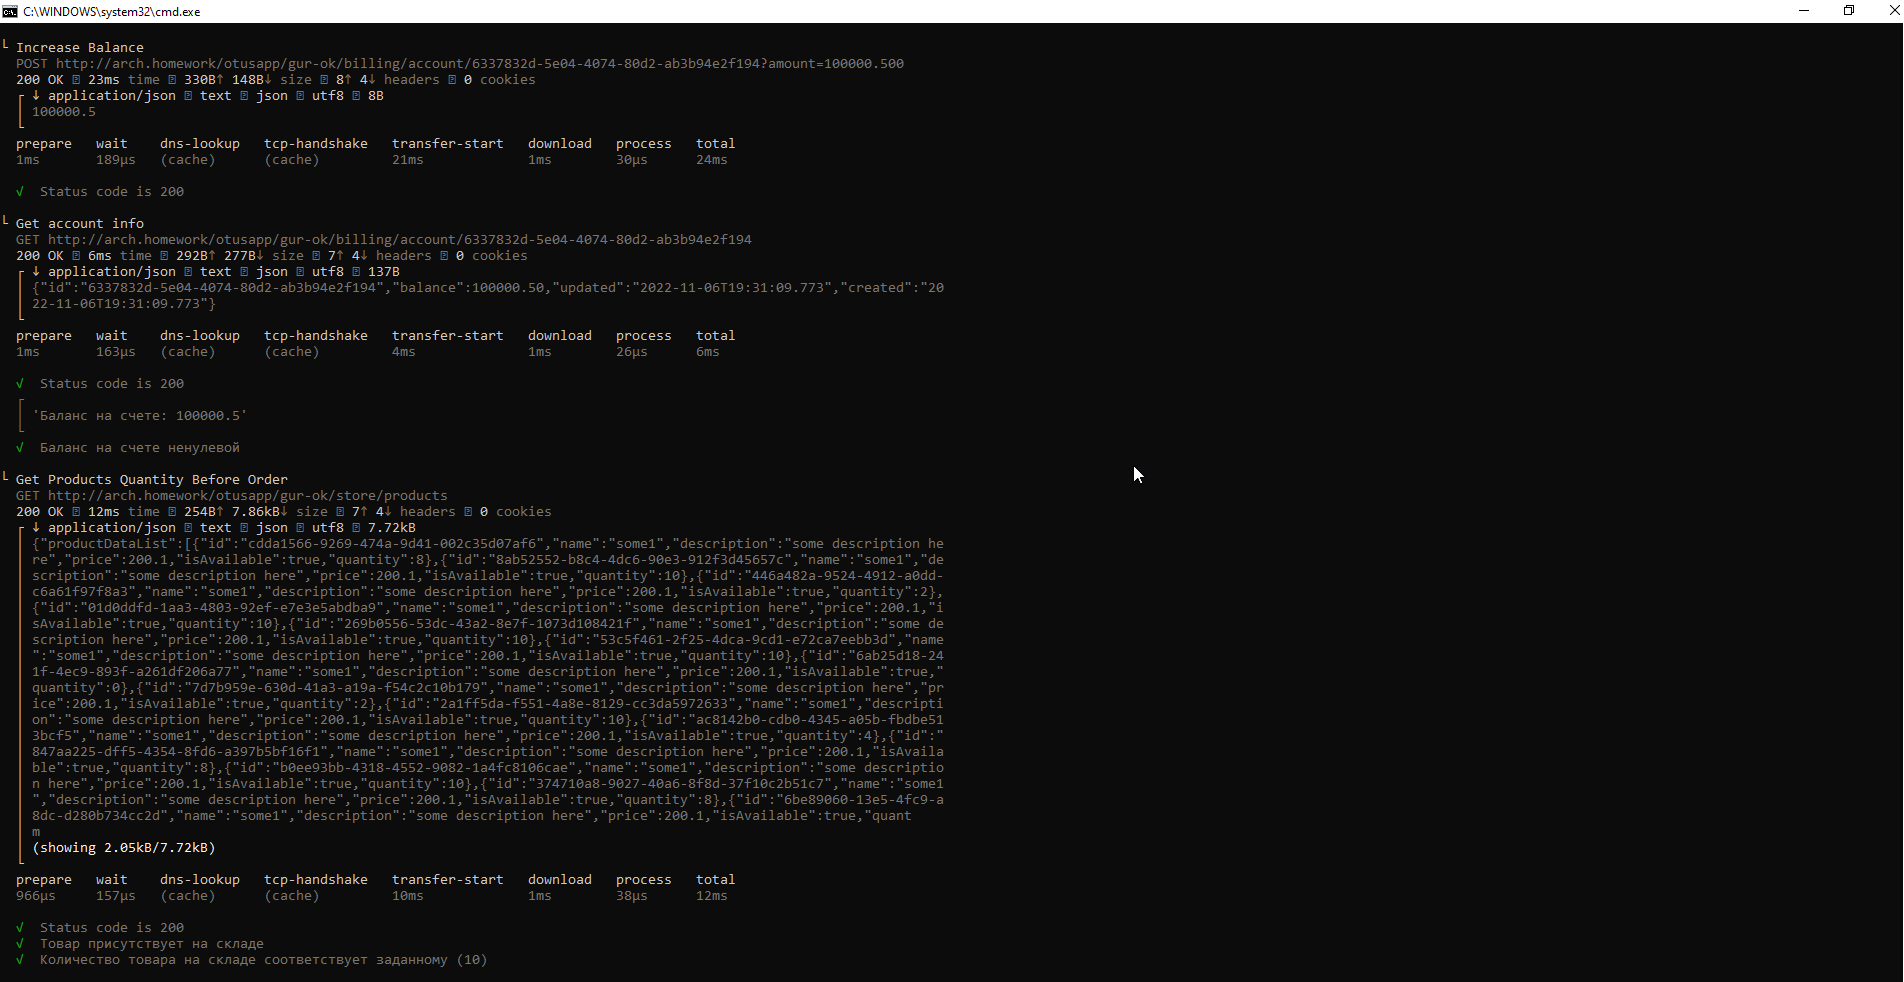 C:\WINDOWS\system32\cmd.exe
└ Increase Balance
POST http://arch.homework/otusapp/gur-ok/billing/account/6337832d-5e04-4074-80d2-ab3b94e2f194?amount=100000.500
200 OK ⍰ 23ms time ⍰ 330B↑ 148B↓ size ⍰ 8↑ 4↓ headers ⍰ 0 cookies
┌ ↓ application/json ⍰ text ⍰ json ⍰ utf8 ⍰ 8B
│ 100000.5
└
prepare wait dns-lookup tcp-handshake transfer-start download process total
1ms 189µs (cache) (cache) 21ms 1ms 30µs 24ms
√ Status code is 200
└ Get account info
GET http://arch.homework/otusapp/gur-ok/billing/account/6337832d-5e04-4074-80d2-ab3b94e2f194
200 OK ⍰ 6ms time ⍰ 292B↑ 277B↓ size ⍰ 7↑ 4↓ headers ⍰ 0 cookies
┌ ↓ application/json ⍰ text ⍰ json ⍰ utf8 ⍰ 137B
│ {"id":"6337832d-5e04-4074-80d2-ab3b94e2f194","balance":100000.50,"updated":"2022-11-06T19:31:09.773","created":"20
│ 22-11-06T19:31:09.773"}
└
prepare wait dns-lookup tcp-handshake transfer-start download process total
1ms 163µs (cache) (cache) 4ms 1ms 26µs 6ms
√ Status code is 200
┌
│ 'Баланс на счете: 100000.5'
└
√ Баланс на счете ненулевой
└ Get Products Quantity Before Order
GET http://arch.homework/otusapp/gur-ok/store/products
200 OK ⍰ 12ms time ⍰ 254B↑ 7.86kB↓ size ⍰ 7↑ 4↓ headers ⍰ 0 cookies
┌ ↓ application/json ⍰ text ⍰ json ⍰ utf8 ⍰ 7.72kB
│ {"productDataList":[{"id":"cdda1566-9269-474a-9d41-002c35d07af6","name":"some1","description":"some description he
│ re","price":200.1,"isAvailable":true,"quantity":8},{"id":"8ab52552-b8c4-4dc6-90e3-912f3d45657c","name":"some1","de
│ scription":"some description here","price":200.1,"isAvailable":true,"quantity":10},{"id":"446a482a-9524-4912-a0dd-
│ c6a61f97f8a3","name":"some1","description":"some description here","price":200.1,"isAvailable":true,"quantity":2},
│ {"id":"01d0ddfd-1aa3-4803-92ef-e7e3e5abdba9","name":"some1","description":"some description here","price":200.1,"i
│ sAvailable":true,"quantity":10},{"id":"269b0556-53dc-43a2-8e7f-1073d108421f","name":"some1","description":"some de
│ scription here","price":200.1,"isAvailable":true,"quantity":10},{"id":"53c5f461-2f25-4dca-9cd1-e72ca7eebb3d","name
│ ":"some1","description":"some description here","price":200.1,"isAvailable":true,"quantity":10},{"id":"6ab25d18-24
│ 1f-4ec9-893f-a261df206a77","name":"some1","description":"some description here","price":200.1,"isAvailable":true,"
│ quantity":0},{"id":"7d7b959e-630d-41a3-a19a-f54c2c10b179","name":"some1","description":"some description here","pr
│ ice":200.1,"isAvailable":true,"quantity":2},{"id":"2a1ff5da-f551-4a8e-8129-cc3da5972633","name":"some1","descripti
│ on":"some description here","price":200.1,"isAvailable":true,"quantity":10},{"id":"ac8142b0-cdb0-4345-a05b-fbdbe51
│ 3bcf5","name":"some1","description":"some description here","price":200.1,"isAvailable":true,"quantity":4},{"id":"
│ 847aa225-dff5-4354-8fd6-a397b5bf16f1","name":"some1","description":"some description here","price":200.1,"isAvaila
│ ble":true,"quantity":8},{"id":"b0ee93bb-4318-4552-9082-1a4fc8106cae","name":"some1","description":"some descriptio
│ n here","price":200.1,"isAvailable":true,"quantity":10},{"id":"374710a8-9027-40a6-8f8d-37f10c2b51c7","name":"some1
│ ","description":"some description here","price":200.1,"isAvailable":true,"quantity":8},{"id":"6be89060-13e5-4fc9-a
│ 8dc-d280b734cc2d","name":"some1","description":"some description here","price":200.1,"isAvailable":true,"quant
│ m
│ (showing 2.05kB/7.72kB)
└
prepare wait dns-lookup tcp-handshake transfer-start download process total
966µs 157µs (cache) (cache) 10ms 1ms 38µs 12ms
√ Status code is 200
√ Товар присутствует на складе
√ Количество товара на складе соответствует заданному (10)